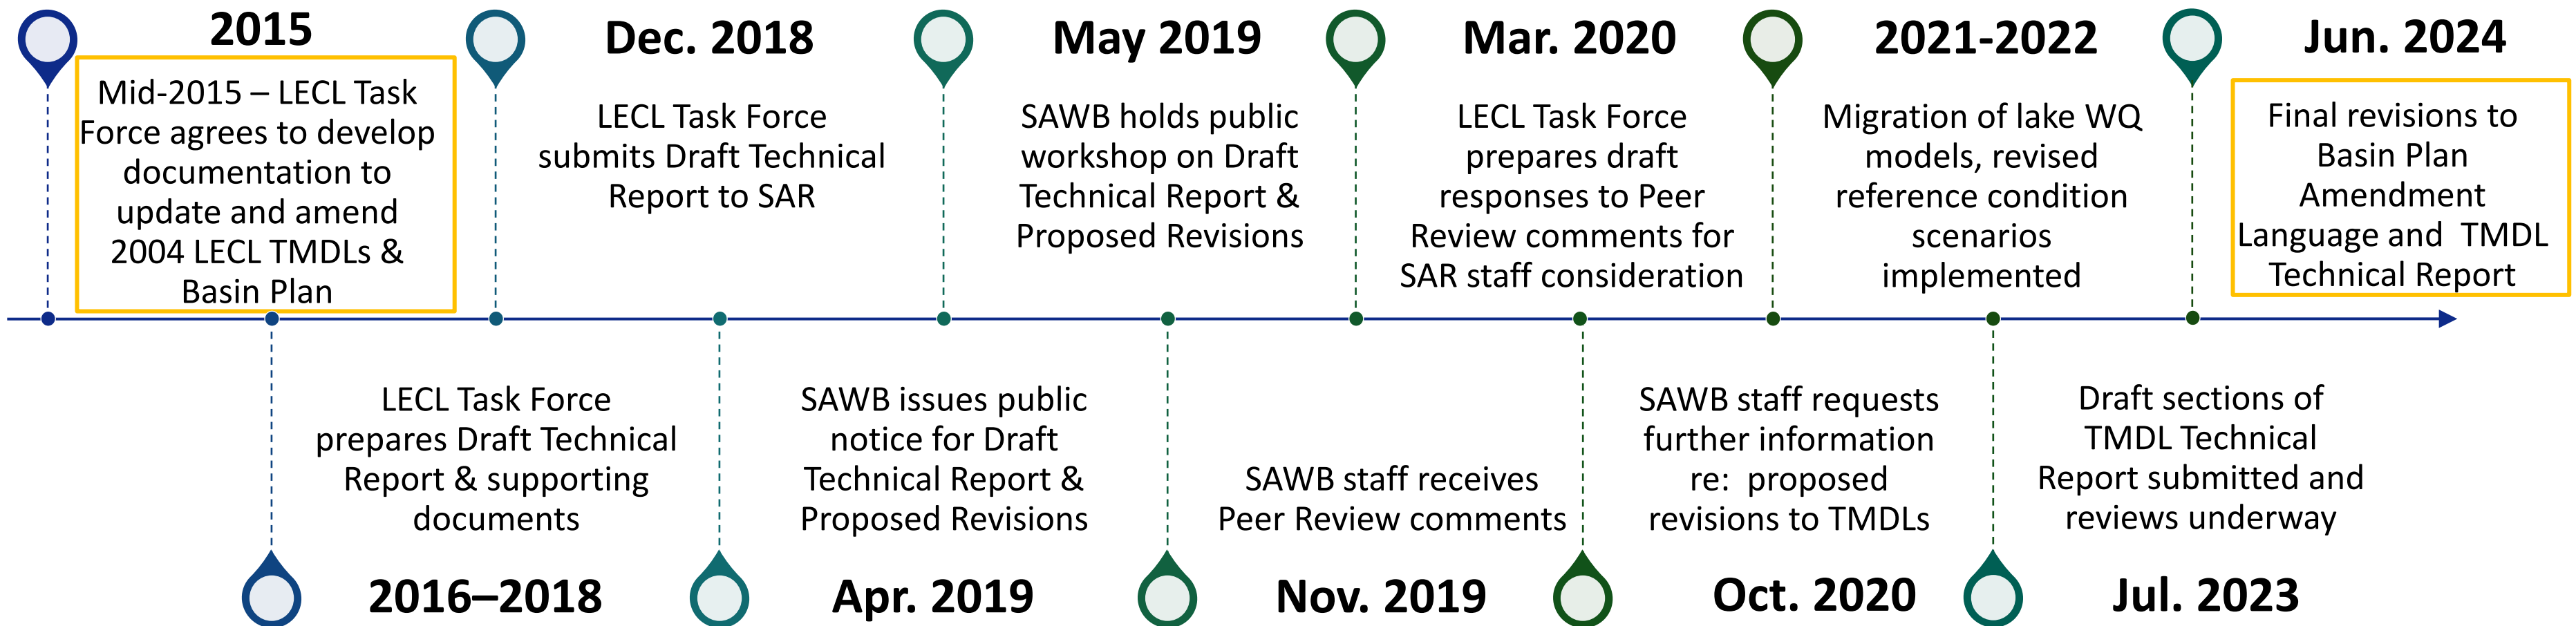 2015
Mid-2015 – LECL Task
Force agrees to develop
documentation to
update and amend
2004 LECL TMDLs &
Basin Plan
LECL Task Force
prepares Draft Technical
Report & supporting
documents
2016–2018
Dec. 2018
LECL Task Force
submits Draft Technical
Report to SAR
SAWB issues public
notice for Draft
Technical Report &
Proposed Revisions
Apr. 2019
May 2019
SAWB holds public
workshop on Draft
Technical Report &
Proposed Revisions
SAWB staff receives
Peer Review comments
Nov. 2019
Mar. 2020
LECL Task Force
prepares draft
responses to Peer
Review comments for
SAR staff consideration
SAWB staff requests
further information
re:  proposed
revisions to TMDLs
Oct. 2020
2021-2022
Migration of lake WQ
models, revised
reference condition
scenarios
implemented
Draft sections of
TMDL Technical
Report submitted and
reviews underway
Jul. 2023
Jun. 2024
Final revisions to
Basin Plan
Amendment
Language and  TMDL
Technical Report